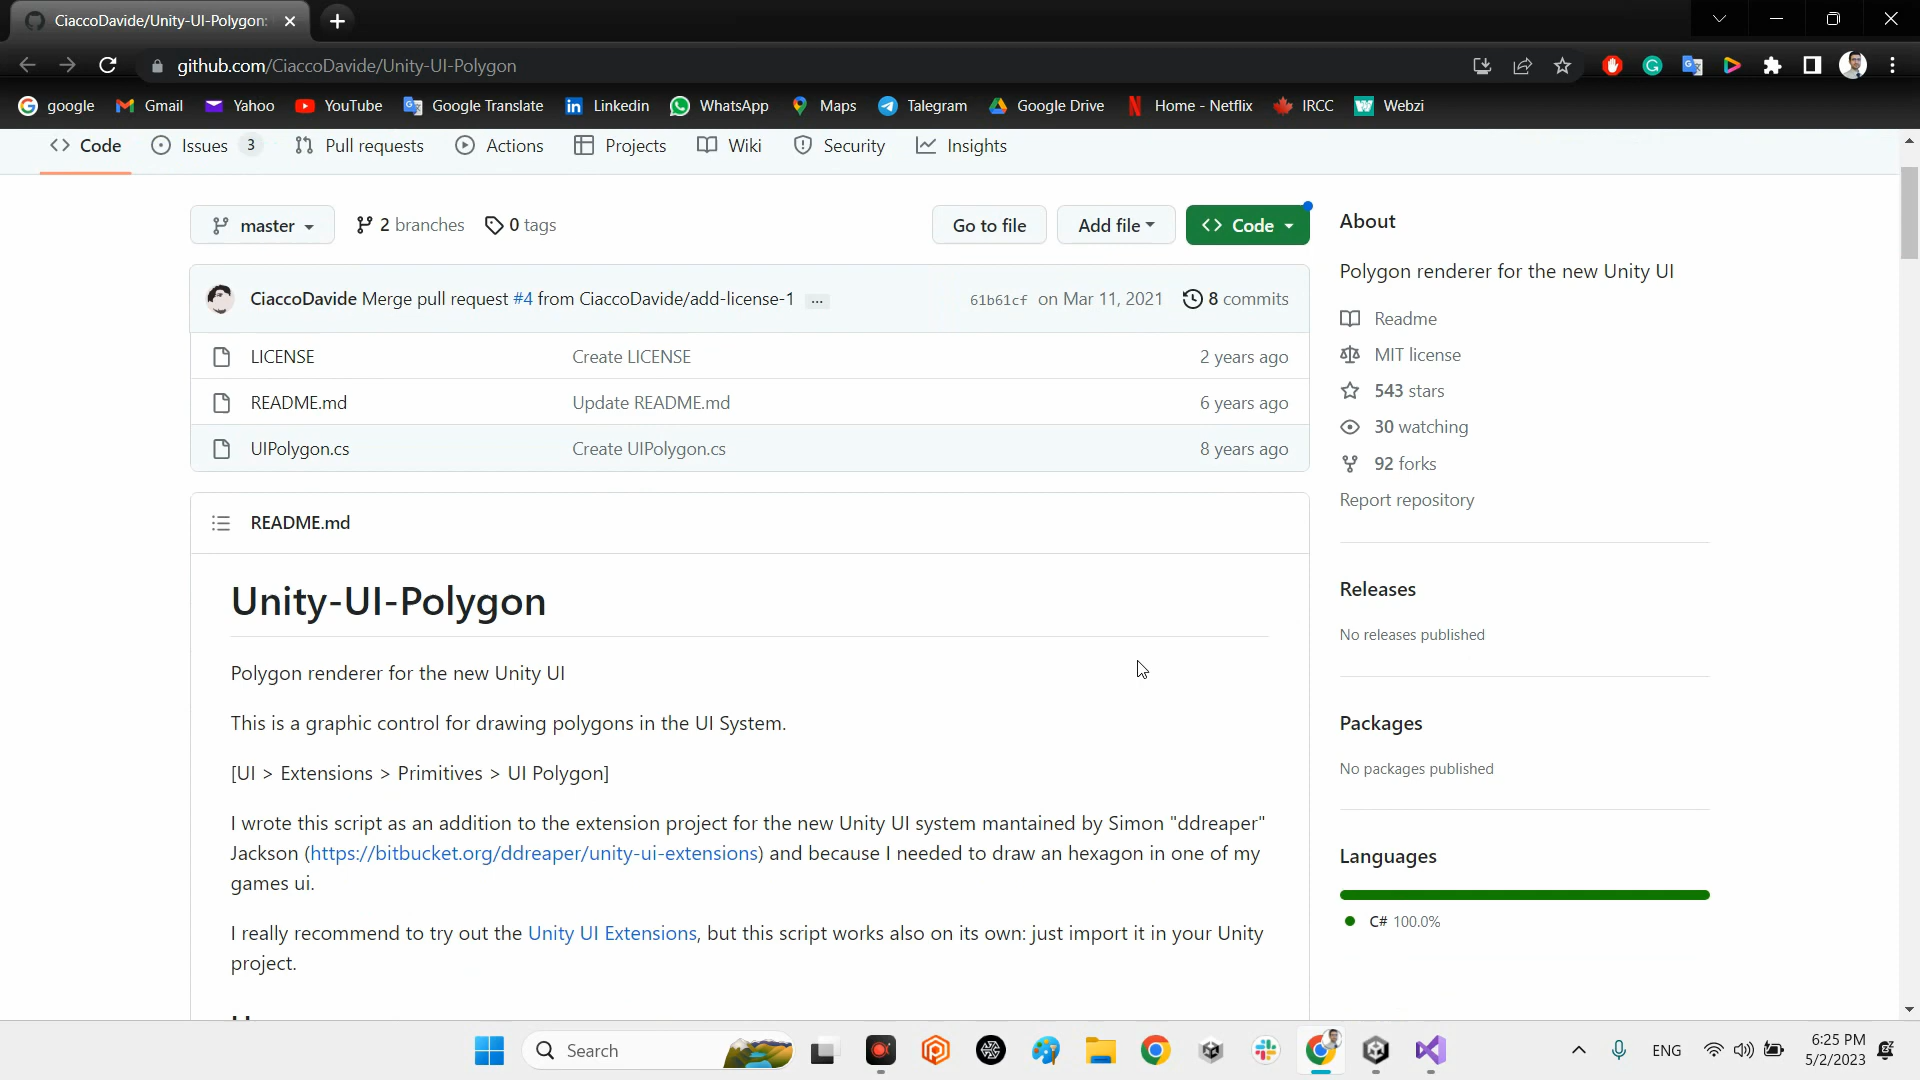 CiaccoDavide/Unity-UI-Polygon:
github.com/CiaccoDavide/Unity-UI-Polygon
google Gmail Yahoo YouTube Google Translate Linkedin WhatsApp Maps Telegram Google Drive Home - Netflix IRCC Webzi
Code Issues 3 Pull requests Actions Projects Wiki Security Insights
master 2 branches 0 tags Go to file Add file Code
CiaccoDavide Merge pull request #4 from CiaccoDavide/add-license-1 ... 61b61cf on Mar 11, 2021 8 commits
LICENSE Create LICENSE 2 years ago
README.md Update README.md 6 years ago
UIPolygon.cs Create UIPolygon.cs 8 years ago
README.md
Unity-UI-Polygon
Polygon renderer for the new Unity UI
This is a graphic control for drawing polygons in the UI System.
[UI > Extensions > Primitives > UI Polygon]
I wrote this script as an addition to the extension project for the new Unity UI system mantained by Simon "ddreaper"
Jackson (https://bitbucket.org/ddreaper/unity-ui-extensions) and because I needed to draw an hexagon in one of my
games ui.
I really recommend to try out the Unity UI Extensions, but this script works also on its own: just import it in your Unity
project.
About
Polygon renderer for the new Unity UI
Readme
MIT license
543 stars
30 watching
92 forks
Report repository
Releases
No releases published
Packages
No packages published
Languages
C# 100.0%
Search
ENG
6:25 PM
5/2/2023